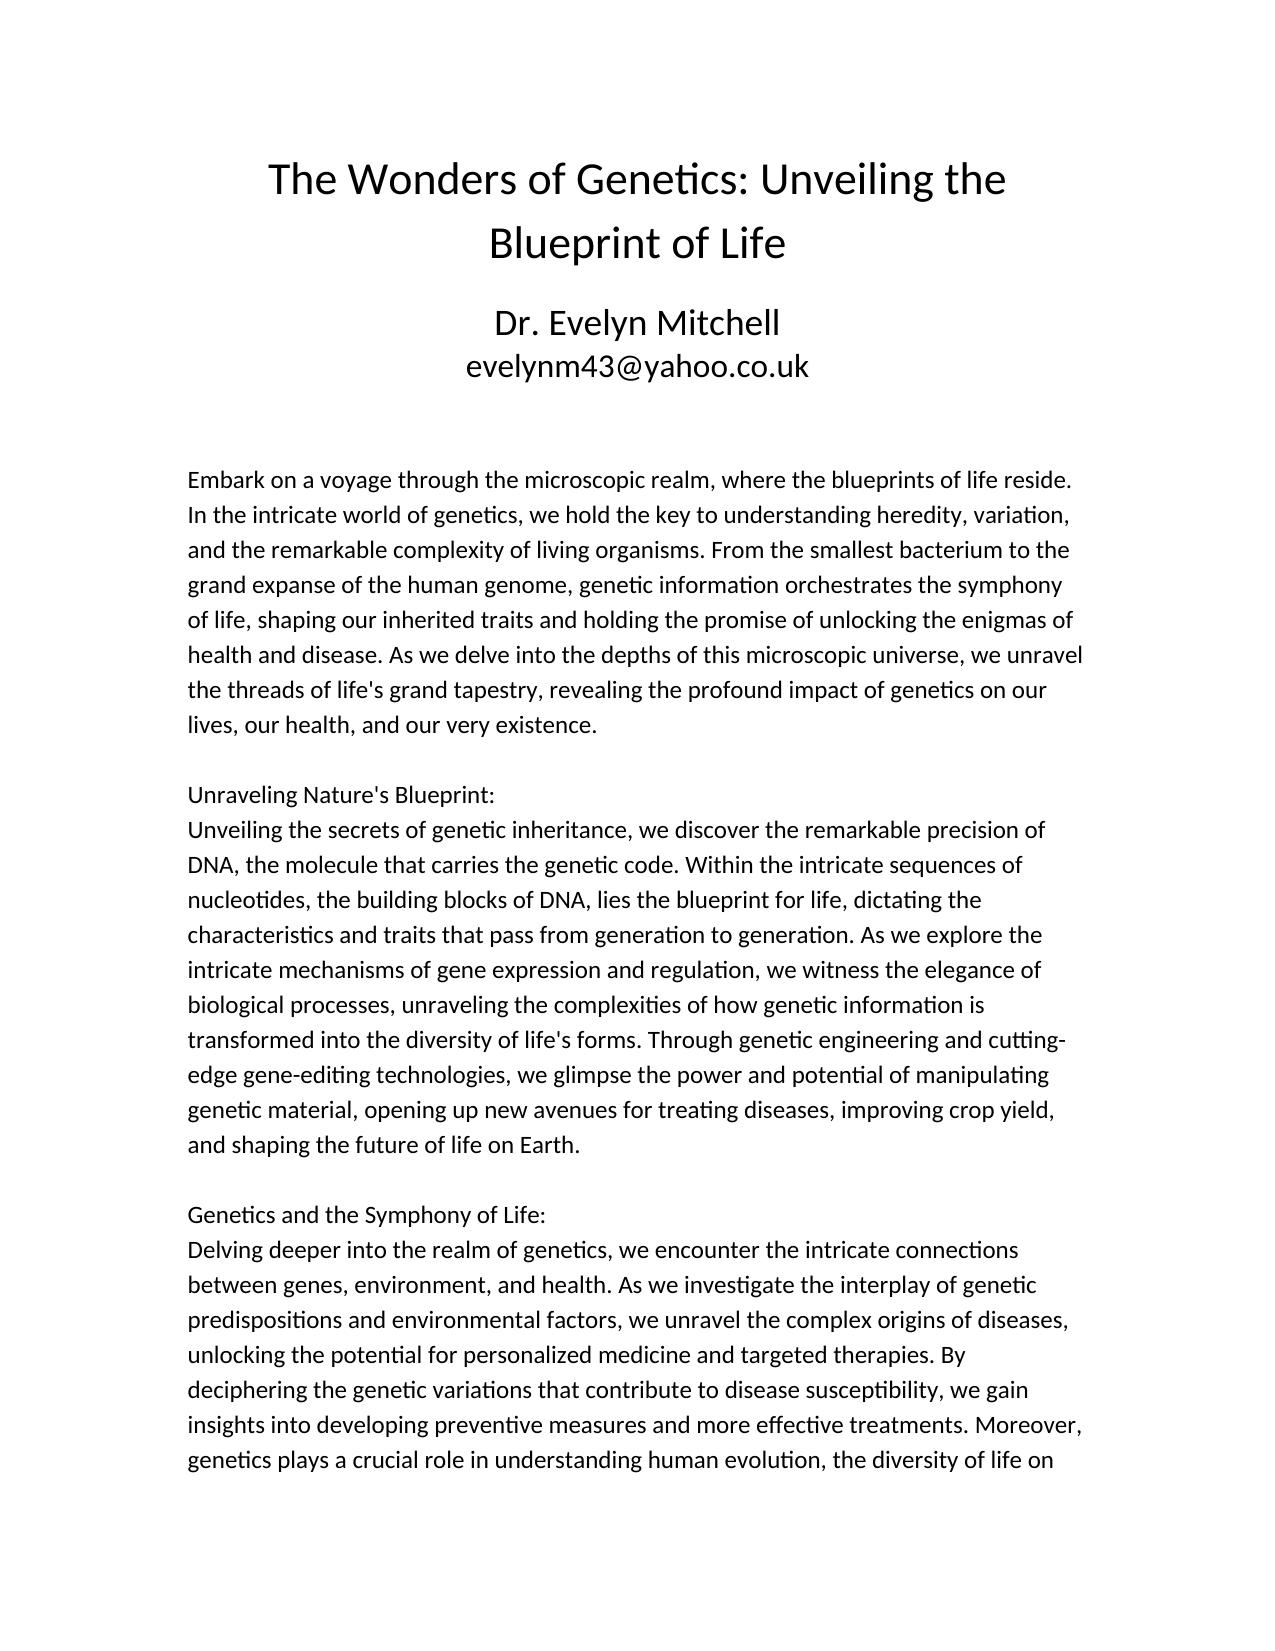 The Wonders of Genetics: Unveiling the
Blueprint of Life
Dr. Evelyn Mitchell
evelynm43@yahoo.co.uk
Embark on a voyage through the microscopic realm, where the blueprints of life reside.
In the intricate world of genetics, we hold the key to understanding heredity, variation,
and the remarkable complexity of living organisms. From the smallest bacterium to the
grand expanse of the human genome, genetic information orchestrates the symphony
of life, shaping our inherited traits and holding the promise of unlocking the enigmas of
health and disease. As we delve into the depths of this microscopic universe, we unravel
the threads of life's grand tapestry, revealing the profound impact of genetics on our
lives, our health, and our very existence.
Unraveling Nature's Blueprint:
Unveiling the secrets of genetic inheritance, we discover the remarkable precision of
DNA, the molecule that carries the genetic code. Within the intricate sequences of
nucleotides, the building blocks of DNA, lies the blueprint for life, dictating the
characteristics and traits that pass from generation to generation. As we explore the
intricate mechanisms of gene expression and regulation, we witness the elegance of
biological processes, unraveling the complexities of how genetic information is
transformed into the diversity of life's forms. Through genetic engineering and cutting-
edge gene-editing technologies, we glimpse the power and potential of manipulating
genetic material, opening up new avenues for treating diseases, improving crop yield,
and shaping the future of life on Earth.
Genetics and the Symphony of Life:
Delving deeper into the realm of genetics, we encounter the intricate connections
between genes, environment, and health. As we investigate the interplay of genetic
predispositions and environmental factors, we unravel the complex origins of diseases,
unlocking the potential for personalized medicine and targeted therapies. By
deciphering the genetic variations that contribute to disease susceptibility, we gain
insights into developing preventive measures and more effective treatments. Moreover,
genetics plays a crucial role in understanding human evolution, the diversity of life on